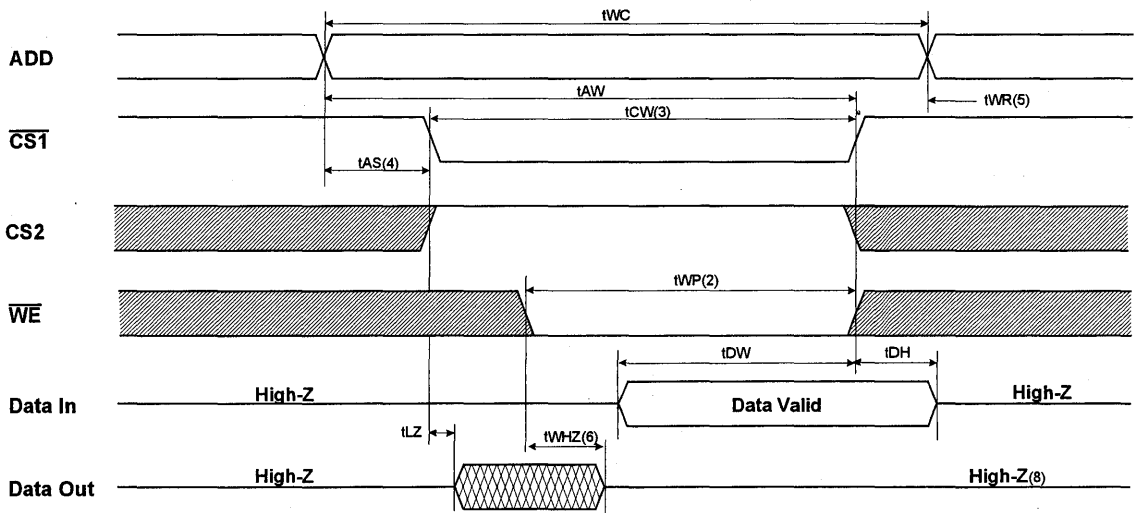 tWC
ADD
tAW
tWR(5)
tCW(3)
CS1
tAS(4)
CS2
tWP(2)
WE
tDW
tDH
High-Z
High-Z
Data In
Data Valid
tLZ
tWHZ(6)
High-Z
High-Z(8)
Data Out